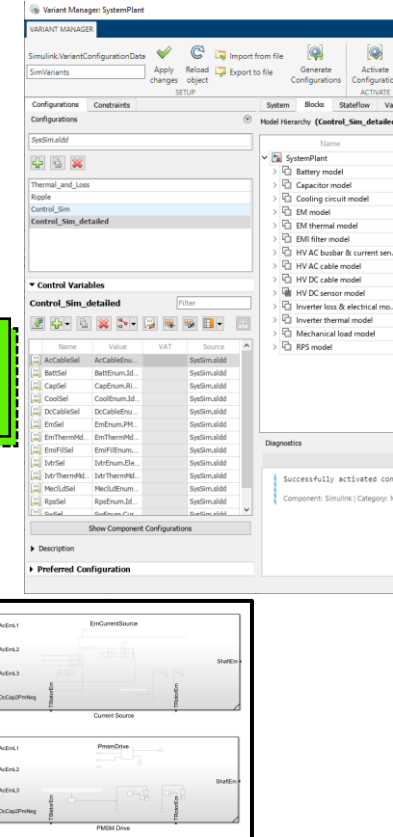 Variant Manager: SystemPlant
VARIANT MANAGER
Simulink.VariantConfigurationData
SimVariants
Apply changes
Reload object
Import from file
Export to file
Generate Configurations
Activate Configuratio
SETUP
ACTIVATE
Configurations Constraints
System Blocks Stateflow Va
Configurations
Model Hierarchy (Control_Sim_detailed
SysSim.sldd
Name
SystemPlant
Battery model
Capacitor model
Cooling circuit model
EM model
EM thermal model
EMI filter model
HV AC busbar & current sen..
HV AC cable model
HV DC cable model
HV DC sensor model
Inverter loss & electrical mo..
Inverter thermal model
Mechanical load model
RPS model
Thermal_and_Loss
Ripple
Control_Sim
Control_Sim_detailed
Control Variables
Control_Sim_detailed Filter
Name Value VAT Source
AcCableSel AcCableEnu... SysSim.sldd
BattSel BattEnum.Id... SysSim.sldd
CapSel CapEnum.Ri... SysSim.sldd
CoolSel CoolEnum.Id... SysSim.sldd
DcCableSel DcCableEnu... SysSim.sldd
EmSel EmEnum.PM... SysSim.sldd
EmThermMd... EmThermMd... SysSim.sldd
EmiFilSel EmiFilEnum... SysSim.sldd
IvtrSel IvtrEnum.Ele... SysSim.sldd
IvtrThermMd... IvtrThermMd... SysSim.sldd
MeclLdSel MeclLdEnum... SysSim.sldd
RpsSel RpsEnum.Id... SysSim.sldd
Show Component Configurations
Description
Preferred Configuration
Diagnostics
Successfully activated con
Component: Simulink | Category: M
AcEmL1
EmCurrentSource
AcEmL2
ShaftEm
AcEmL3
DcCap2PmNeg
TStatorEm
TRotorEm
Current Source
AcEmL1
PmsmDrive
AcEmL2
ShaftEm
AcEmL3
DcCap2PmNeg
TStatorEm
TRotorEm
PMSM Drive